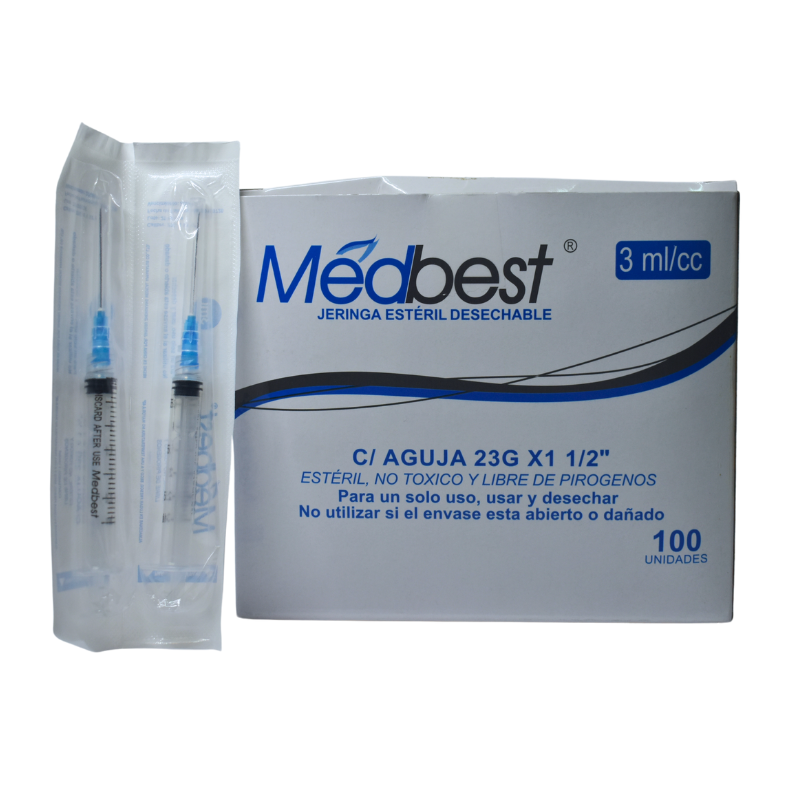 Medbest ®
3 ml/cc
JERINGA ESTÉRIL DESECHABLE
C/ AGUJA 23G X1 1/2"
ESTÉRIL, NO TOXICO Y LIBRE DE PIROGENOS
Para un solo uso, usar y desechar
No utilizar si el envase esta abierto o dañado
100
UNIDADES
DISCARD AFTER USE Medbest
Medbest